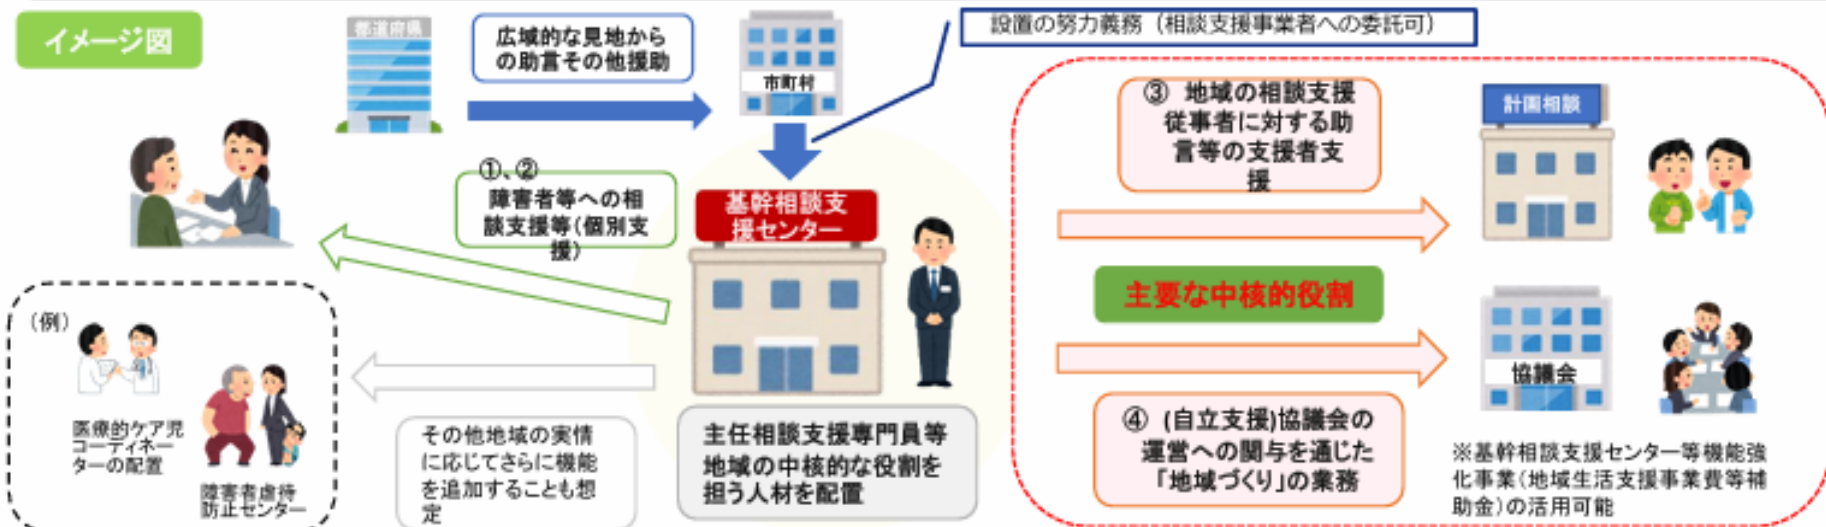 イメージ図
都道府県
広域的な見地から
の助言その他援助
市町村
設置の努力義務（相談支援事業者への委託可）
①、②
障害者等への相
談支援等(個別支
援)
基幹相談支
援センター
③ 地域の相談支援
従事者に対する助
言等の支援者支
援
計画相談
主要な中核的役割
協議会
(例)
医療的ケア児
コーディネー
ターの配置
障害者虐待
防止センター
その他地域の実情
に応じてさらに機能
を追加することも想
定
主任相談支援専門員等
地域の中核的な役割を
担う人材を配置
④ (自立支援)協議会の
運営への関与を通じた
「地域づくり」の業務
※基幹相談支援センター等機能強
化事業(地域生活支援事業費等補
助金)の活用可能